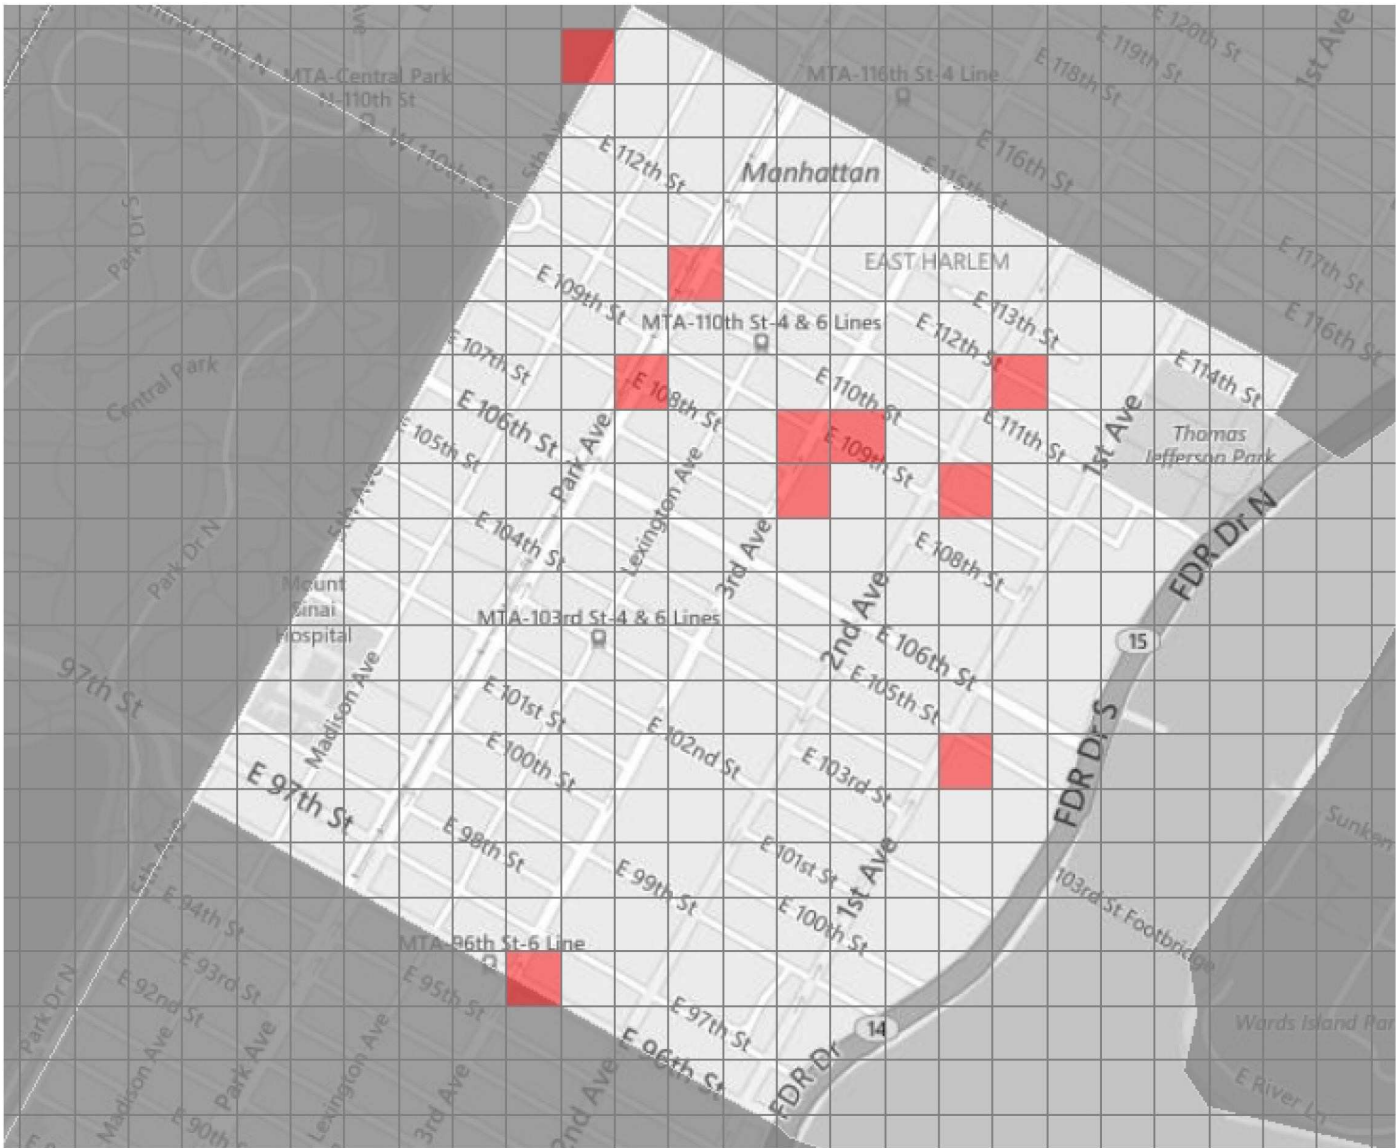 E 120th St
1st Ave
E 119th St
Central Park N
MTA-Central Park
N-110th St
MTA-116th St-4 Line
E 118th St
W 110th St
5th Ave
E 112th St
Manhattan
E 116th St
E 115th St
Park Dr S
EAST HARLEM
E 117th St
E 109th St
E 113th St
MTA-110th St-4 & 6 Lines
E 112th St
E 116th St
E 107th St
E 114th St
Central Park
E 108th St
E 110th St
E 106th St
E 111th St
1st Ave
Thomas
Jefferson Park
E 105th St
E 109th St
Park Ave
Lexington Ave
5th Ave
E 104th St
3rd Ave
E 108th St
FDR Dr N
Park Dr N
Mount
Sinai
Hospital
MTA-103rd St-4 & 6 Lines
2nd Ave
E 106th St
15
97th St
E 105th St
Madison Ave
E 101st St
E 102nd St
FDR Dr S
E 100th St
E 103rd St
E 97th St
Sunken
E 98th St
E 101st St
1st Ave
5th Ave
E 99th St
103rd St Footbridge
E 94th St
E 100th St
MTA-96th St-6 Line
E 93rd St
E 95th St
E 92nd St
Park Dr N
E 97th St
14
Wards Island Par
E 96th St
Madison Ave
Park Ave
Lexington Ave
3rd Ave
2nd Ave
FDR Dr
E River Ln
E 90th S